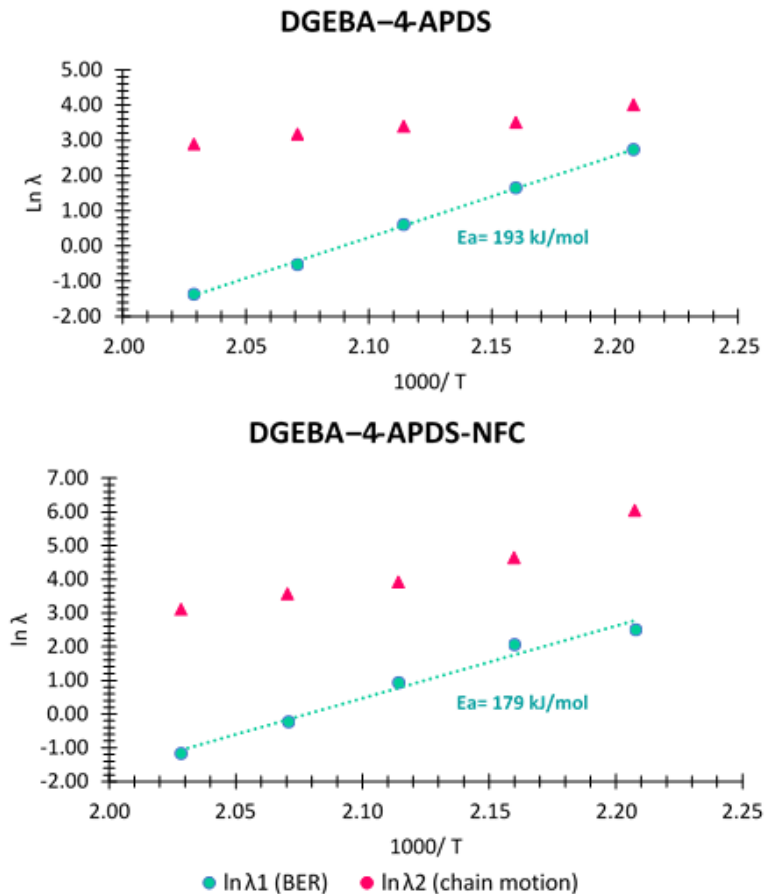 DGEBA–4-APDS
5.00
4.00
3.00
2.00
1.00
0.00
-1.00
-2.00
Ln λ
Ea= 193 kJ/mol
2.00 2.05 2.10 2.15 2.20 2.25
1000/ T
DGEBA–4-APDS-NFC
7.00
6.00
5.00
4.00
3.00
2.00
1.00
0.00
-1.00
-2.00
ln λ
Ea= 179 kJ/mol
2.00 2.05 2.10 2.15 2.20 2.25
1000/ T
ln λ1 (BER) ln λ2 (chain motion)